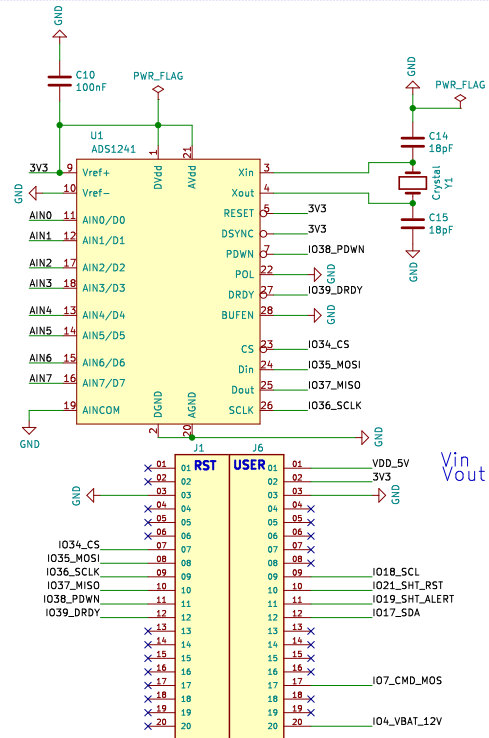 GND
C10
100nF
PWR_FLAG
GND
PWR_FLAG
U1
ADS1241
C14
18pF
Crystal
Y1
C15
18pF
GND
1 21
DVdd AVdd
3V3 9 Vref+ Xin 3
GND 10 Vref- Xout 4
AIN0 11 AIN0/D0 RESET 5 3V3
AIN1 12 AIN1/D1 DSYNC 6 3V3
PDWN 7 IO38_PDWN
AIN2 17 AIN2/D2 POL 22 GND
AIN3 18 AIN3/D3 DRDY 27 IO39_DRDY
AIN4 13 AIN4/D4 BUFEN 28 GND
AIN5 14 AIN5/D5
CS 23 IO34_CS
AIN6 15 AIN6/D6 Din 24 IO35_MOSI
AIN7 16 AIN7/D7 Dout 25 IO37_MISO
19 AINCOM SCLK 26 IO36_SCLK
GND
DGND AGND
2 20
GND
J1 J6
RST USER
Vin
Vout
01 01 01 01 VDD_5V
02 02 02 02 3V3
GND 03 03 03 03 GND
04 04 04 04
05 05 05 05
06 06 06 06
IO34_CS 07 07 07 07
IO35_MOSI 08 08 08 08
IO36_SCLK 09 09 09 09 IO18_SCL
IO37_MISO 10 10 10 10 IO21_SHT_RST
IO38_PDWN 11 11 11 11 IO19_SHT_ALERT
IO39_DRDY 12 12 12 12 IO17_SDA
13 13 13 13
14 14 14 14
15 15 15 15
16 16 16 16
17 17 17 17 IO7_CMD_MOS
18 18 18 18
19 19 19 19
20 20 20 20 IO4_VBAT_12V